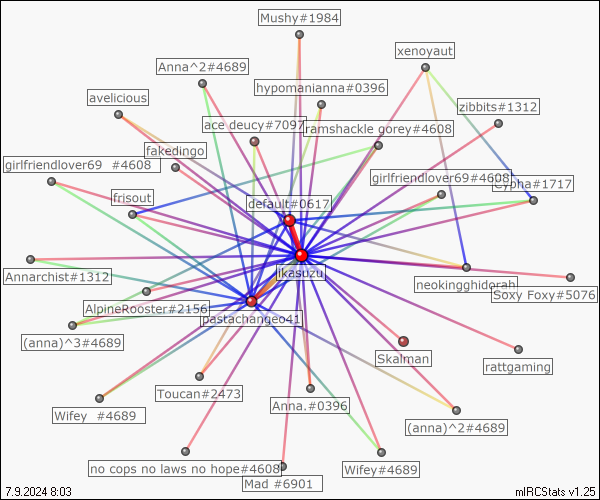 Mushy#1984
xenoyaut
Anna^2#4689
hypomanianna#0396
avelicious
zibbits#1312
ace deucy#7097
ramshackle gorey#4608
fakedingo
girlfriendlover69 #4608
girlfriendlover69#4608
Cypha#1717
frisout
default#0617
Annarchist#1312
jikasuzu
neokingghidorah
Soxy Foxy#5076
AlpineRooster#2156
pastachangeo41
(anna)^3#4689
Skalman
rattgaming
Toucan#2473
Anna.#0396
Wifey #4689
(anna)^2#4689
no cops no laws no hope#4608
Wifey#4689
Mad #6901
7.9.2024 8:03
mIRCStats v1.25